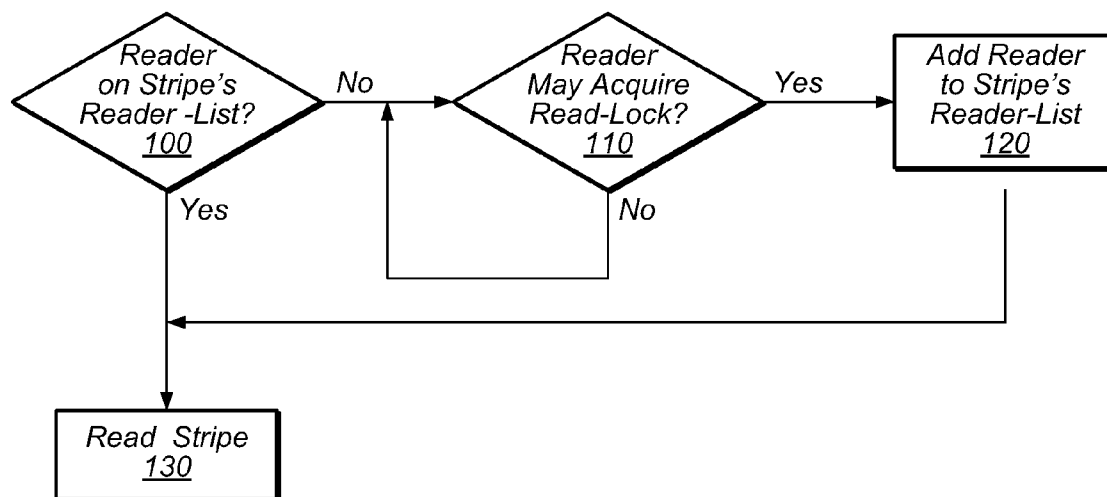 Reader
on Stripe's
Reader -List?
100
No
Yes
Reader
May Acquire
Read-Lock?
110
Yes
No
Add Reader
to Stripe's
Reader-List
120
Read Stripe
130